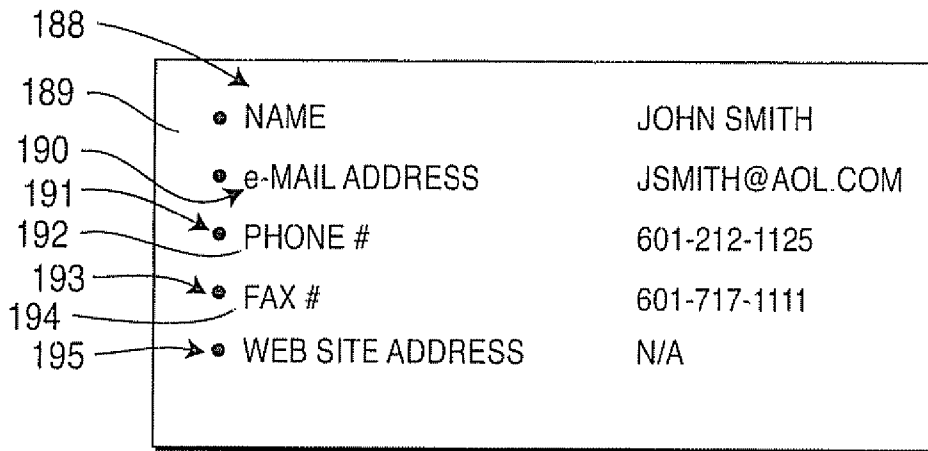 188
189
• NAME JOHN SMITH
190
• e-MAIL ADDRESS JSMITH@AOL.COM
191
192
• PHONE # 601-212-1125
193
• FAX # 601-717-1111
194
195
• WEB SITE ADDRESS N/A